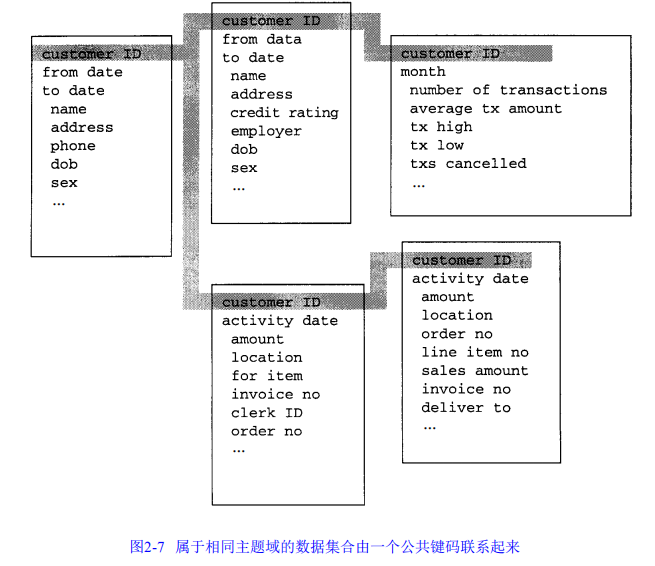 customer ID
from date
to date
name
address
phone
dob
sex
...
customer ID
from data
to date
name
address
credit rating
employer
dob
sex
...
customer ID
month
number of transactions
average tx amount
tx high
tx low
txs cancelled
...
customer ID
activity date
amount
location
for item
invoice no
clerk ID
order no
...
customer ID
activity date
amount
location
order no
line item no
sales amount
invoice no
deliver to
...
图2-7 属于相同主题域的数据集合由一个公共键码联系起来